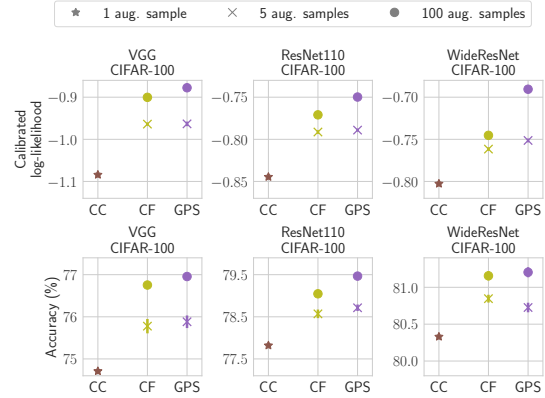 1 aug. sample 5 aug. samples 100 aug. samples
VGG
CIFAR-100
ResNet110
CIFAR-100
WideResNet
CIFAR-100
Calibrated
log-likelihood
−0.9
−1.0
−1.1
−0.75
−0.80
−0.85
−0.70
−0.75
−0.80
CC CF GPS
CC CF GPS
CC CF GPS
VGG
CIFAR-100
ResNet110
CIFAR-100
WideResNet
CIFAR-100
Accuracy (%)
77
76
75
79.5
78.5
77.5
81.0
80.5
80.0
CC CF GPS
CC CF GPS
CC CF GPS